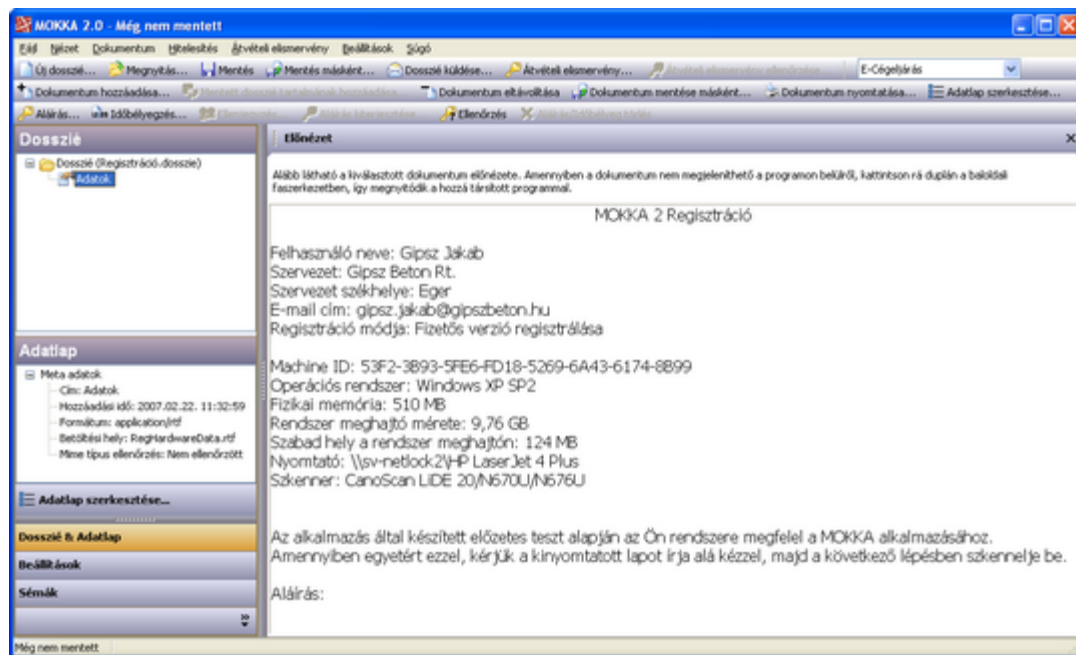 MOKKA 2.0 - Még nem mentett
Fájl Nézet Dokumentum Hitelesítés Átvételi elismervény Beállítások Súgó
Új dosszié... Megnyitás... Mentés Mentés másként... Dosszié küldése... Átvételi elismervény... Átvételi elismervény ellenőrzése... E-Cégeljárás
Dokumentum hozzáadása... Mentett dosszié tartalmának hozzáadása... Dokumentum eltávolítása Dokumentum mentése másként... Dokumentum nyomtatása... Adatlap szerkesztése...
Aláírás... Időbélyegzés... Ellenjegyzés... Ellenőrzés
Dosszié
Dosszié (Regisztráció.dosszie)
Adatok
Adatlap
Meta adatok
Cím: Adatok
Hozzáadási idő: 2007.02.22. 11:32:59
Formátum: application/rtf
Betöltési hely: RegHardwareData.rtf
Mime típus ellenőrzés: Nem ellenőrzött
Adatlap szerkesztése...
Dosszié & Adatlap
Beállítások
Sémák
Előnézet
Alább látható a kiválasztott dokumentum előnézete. Amennyiben a dokumentum nem megjeleníthető a programon belülről, kattintson rá duplán a baloldali
faszerkezetben, így megnyitódik a hozzá társított programmal.
MOKKA 2 Regisztráció
Felhasználó neve: Gipsz Jakab
Szervezet: Gipsz Beton Rt.
Szervezet székhelye: Eger
E-mail cím: gipsz.jakab@gipszbeton.hu
Regisztráció módja: Fizetős verzió regisztrálása
Machine ID: 53F2-3B93-5FE6-FD18-5269-6A43-6174-8B99
Operációs rendszer: Windows XP SP2
Fizikai memória: 510 MB
Rendszer meghajtó mérete: 9,76 GB
Szabad hely a rendszer meghajtón: 124 MB
Nyomtató: \\sv-netlock2\HP LaserJet 4 Plus
Szkenner: CanoScan LiDE 20/N670U/N676U
Az alkalmazás által készített előzetes teszt alapján az Ön rendszere megfelel a MOKKA alkalmazásához.
Amennyiben egyetért ezzel, kérjük a kinyomtatott lapot írja alá kézzel, majd a következő lépésben szkennelje be.
Aláírás:
Még nem mentett